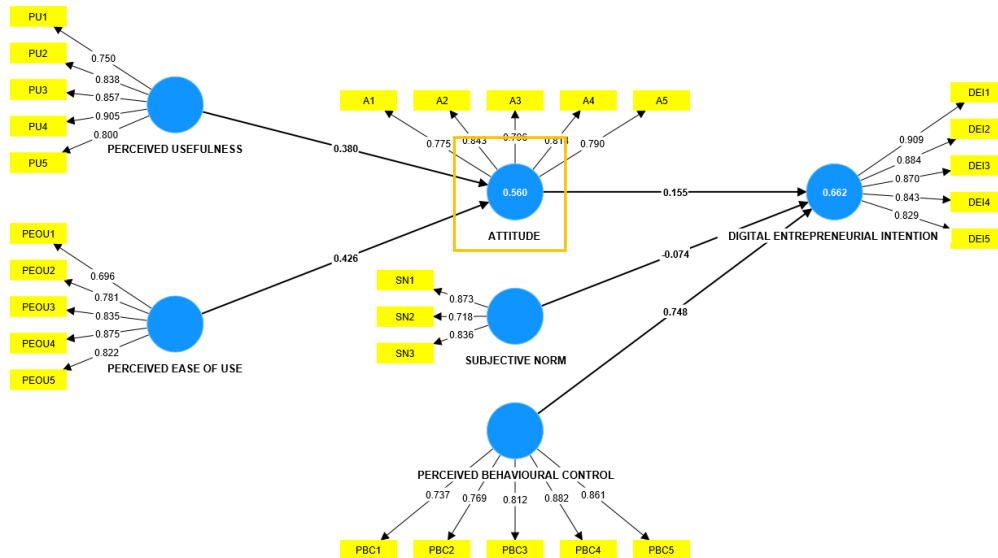 PU1
PU2
PU3
PU4
PU5
0.750
0.838
0.857
0.905
0.800
PERCEIVED USEFULNESS
PEOU1
PEOU2
PEOU3
PEOU4
PEOU5
0.696
0.781
0.835
0.875
0.822
PERCEIVED EASE OF USE
0.380
0.426
A1
A2
A3
A4
A5
0.775
0.843
0.796
0.814
0.790
0.560
ATTITUDE
SN1
SN2
SN3
0.873
0.718
0.836
SUBJECTIVE NORM
PERCEIVED BEHAVIOURAL CONTROL
0.737
0.769
0.812
0.882
0.861
PBC1
PBC2
PBC3
PBC4
PBC5
0.155
-0.074
0.748
0.662
DIGITAL ENTREPRENEURIAL INTENTION
0.909
0.884
0.870
0.843
0.829
DEI1
DEI2
DEI3
DEI4
DEI5